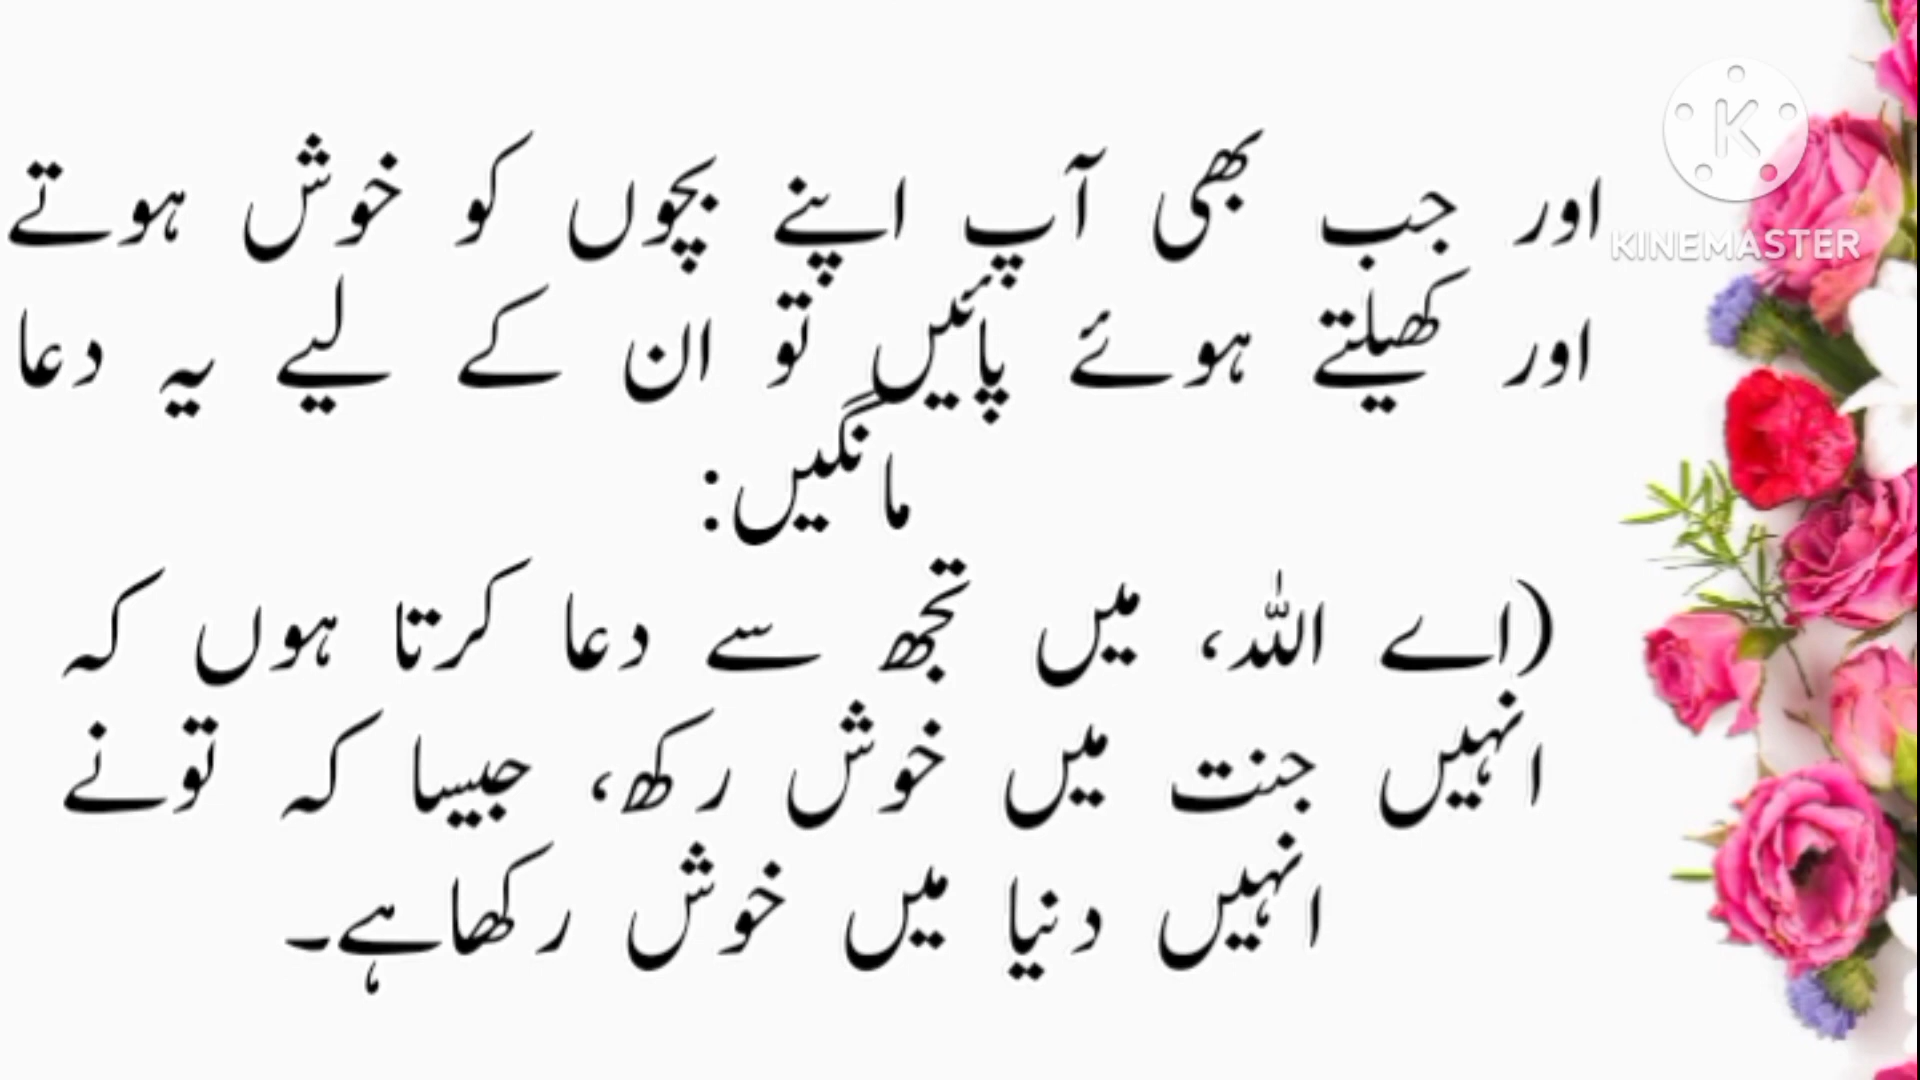 اور جب بھی آپ اپنے بچوں کو خوش ہوتے
اور کھیلتے ہوئے پائیں تو ان کے لیے یہ دعا
مانگیں:
(اے اللہ، میں تجھ سے دعا کرتا ہوں کہ
انہیں جنت میں خوش رکھ، جیسا کہ تونے
انہیں دنیا میں خوش رکھاہے۔
K
KINEMASTER